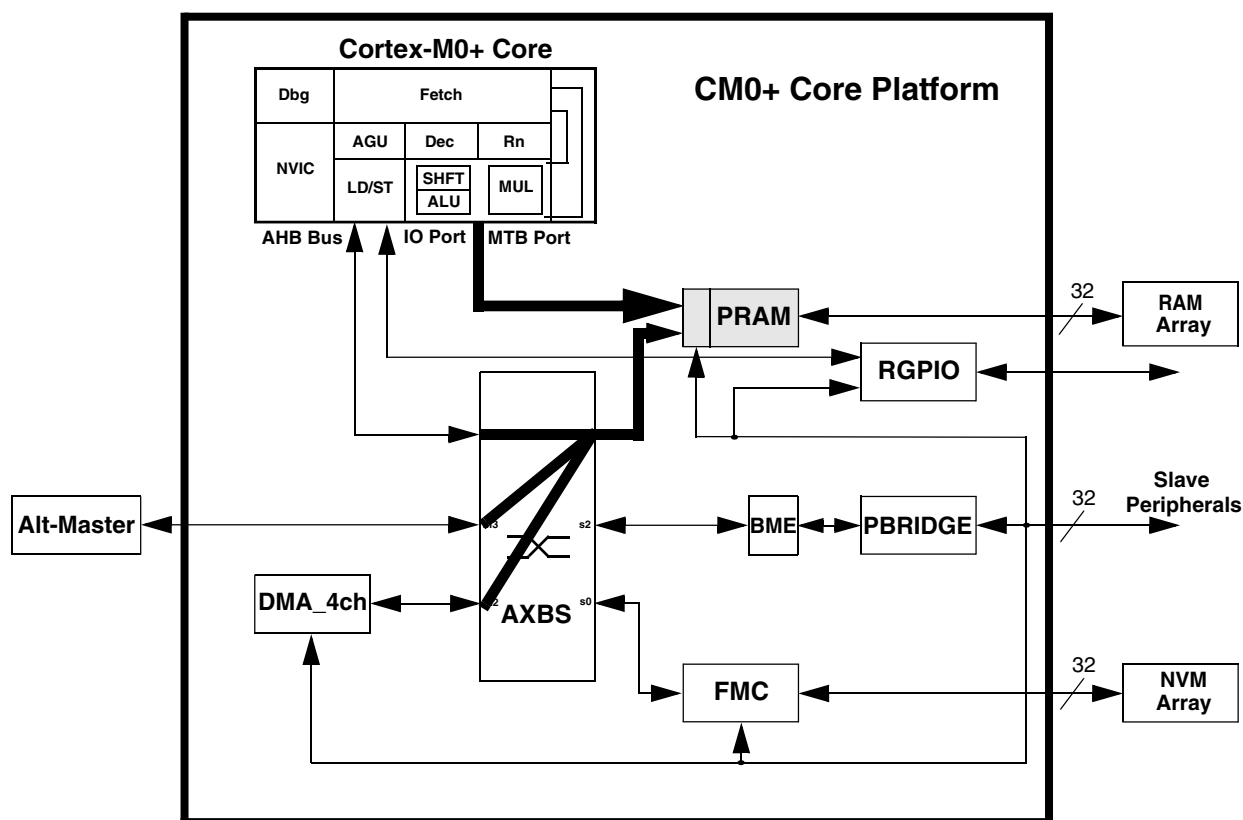 Cortex-M0+ Core
CM0+ Core Platform
Dbg
Fetch
AGU
Dec
Rn
NVIC
LD/ST
SHFT
ALU
MUL
AHB Bus
IO Port
MTB Port
PRAM
32
RAM
Array
RGPIO
Alt-Master
s2
BME
PBRIDGE
32
Slave
Peripherals
DMA_4ch
AXBS
s0
FMC
32
NVM
Array